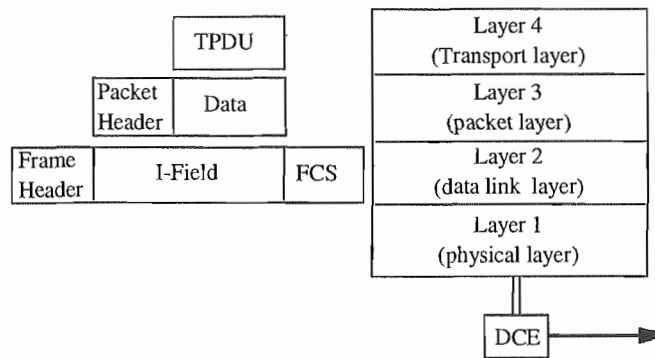 TPDU
Layer 4
(Transport layer)
Packet
Header
Data
Layer 3
(packet layer)
Frame
Header
I-Field
FCS
Layer 2
(data link layer)
Layer 1
(physical layer)
DCE